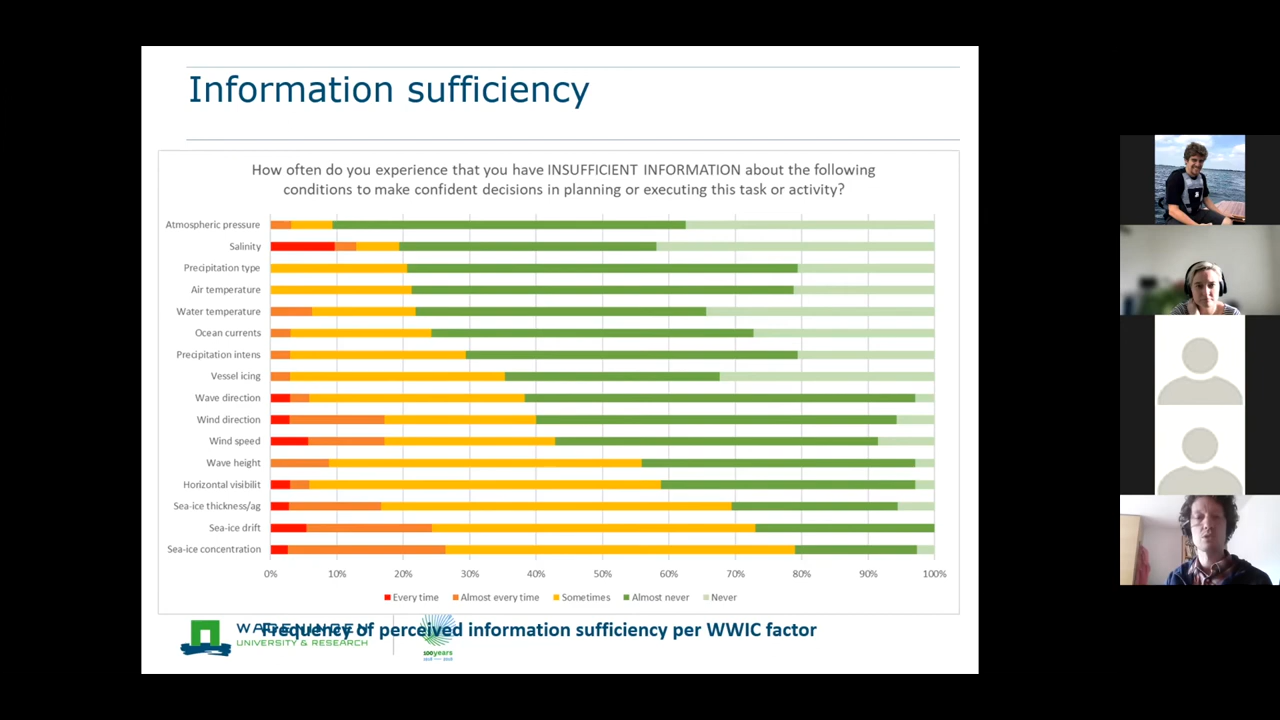 Information sufficiency
How often do you experience that you have INSUFFICIENT INFORMATION about the following
conditions to make confident decisions in planning or executing this task or activity?
Atmospheric pressure
Salinity
Precipitation type
Air temperature
Water temperature
Ocean currents
Precipitation intens
Vessel icing
Wave direction
Wind direction
Wind speed
Wave height
Horizontal visibilit
Sea-ice thickness/ag
Sea-ice drift
Sea-ice concentration
0% 10% 20% 30% 40% 50% 60% 70% 80% 90% 100%
Every time Almost every time Sometimes Almost never Never
Frequency of perceived information sufficiency per WWIC factor
WAGENINGEN
UNIVERSITY & RESEARCH
100years